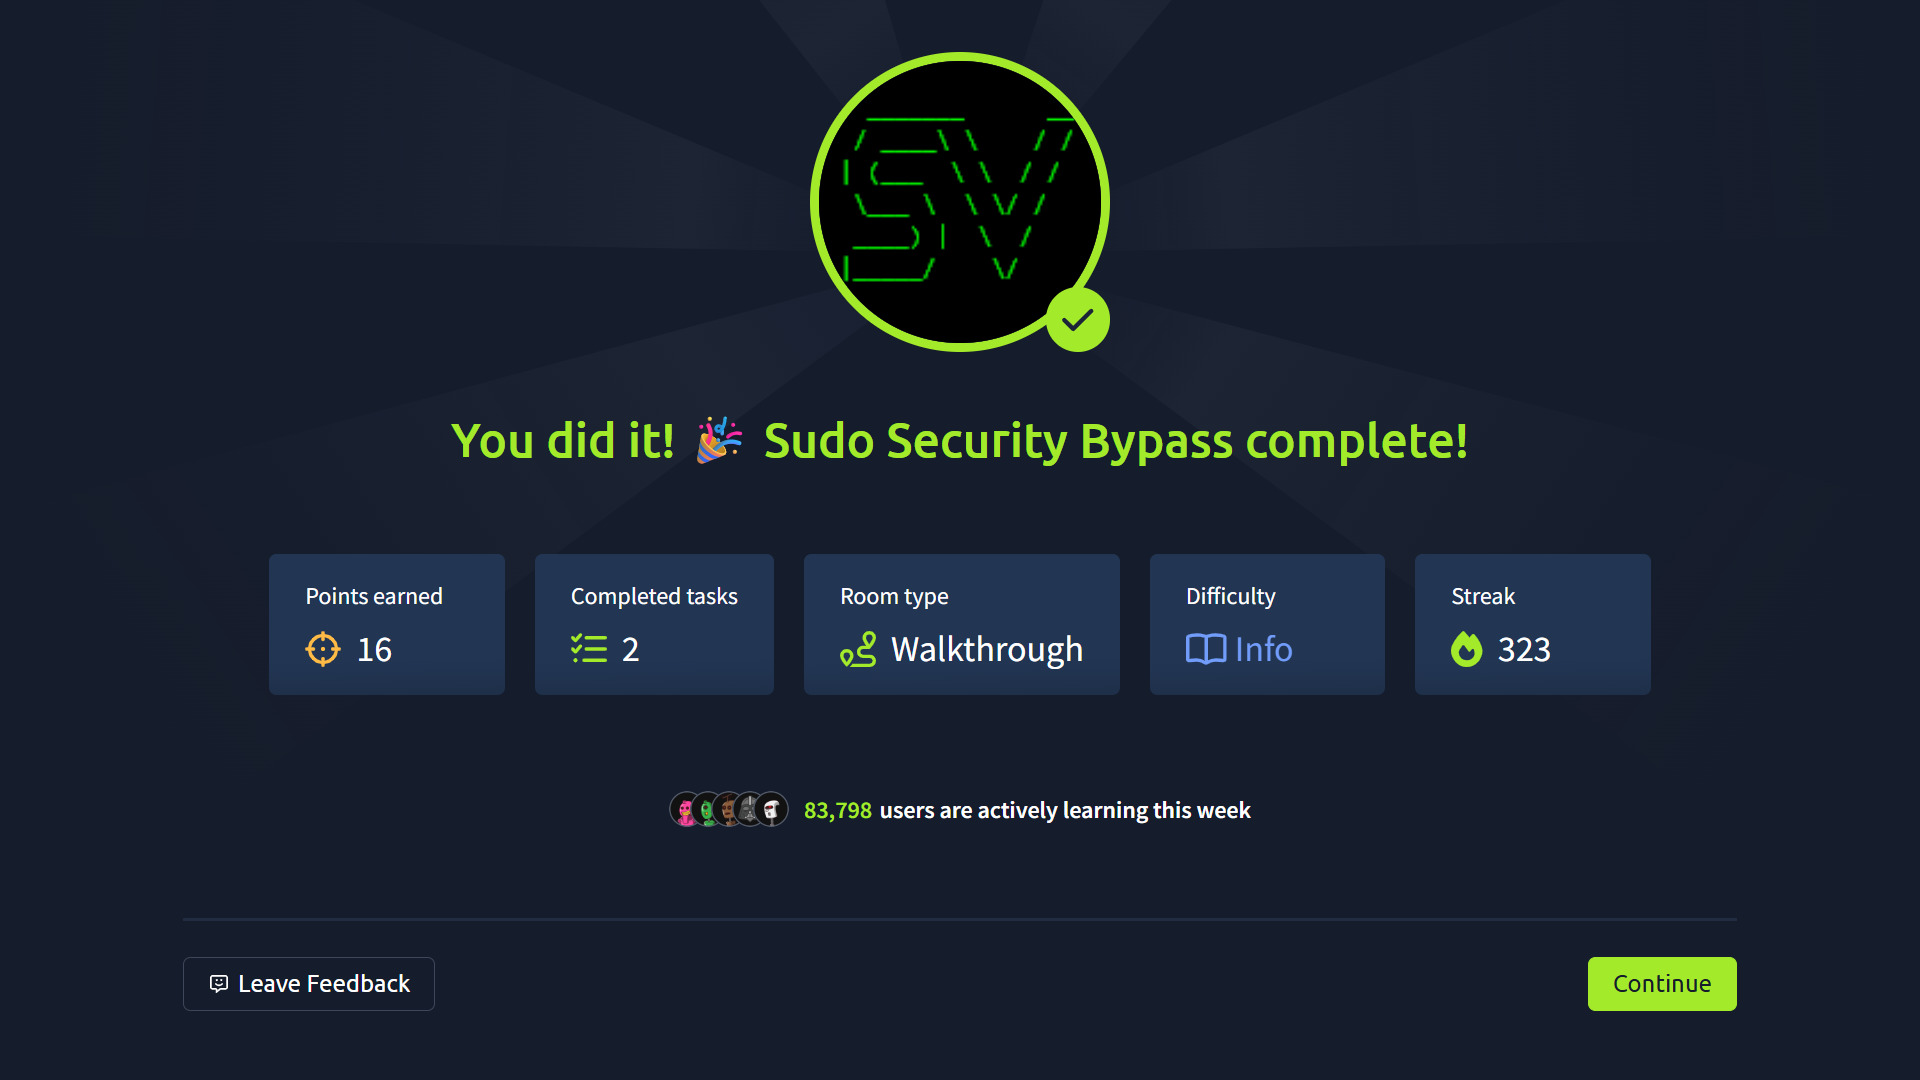 You did it! 🎉 Sudo Security Bypass complete!
Points earned
16
Completed tasks
2
Room type
Walkthrough
Difficulty
Info
Streak
323
83,798 users are actively learning this week
Leave Feedback
Continue